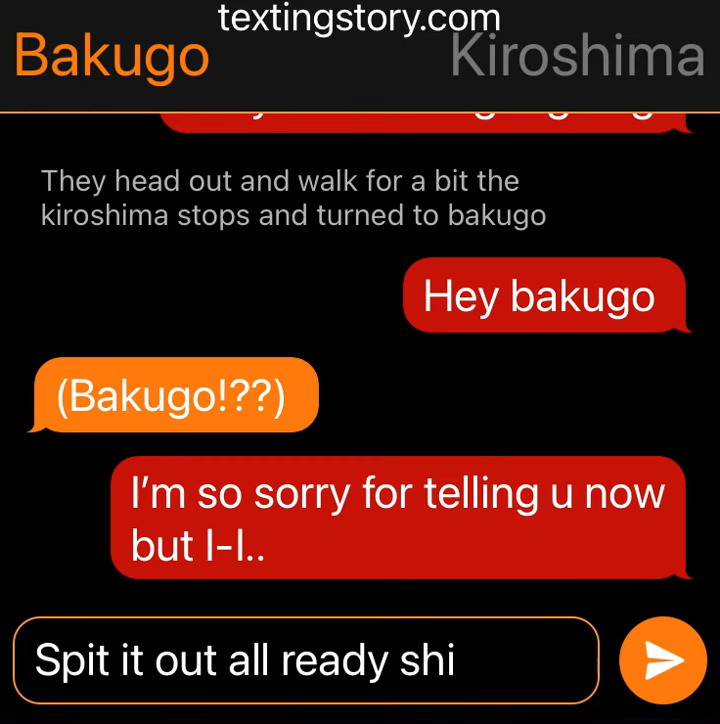 textingstory.com
Bakugo Kiroshima
They head out and walk for a bit the
kiroshima stops and turned to bakugo
Hey bakugo
(Bakugo!??)
I’m so sorry for telling u now
but I-I..
Spit it out all ready shi